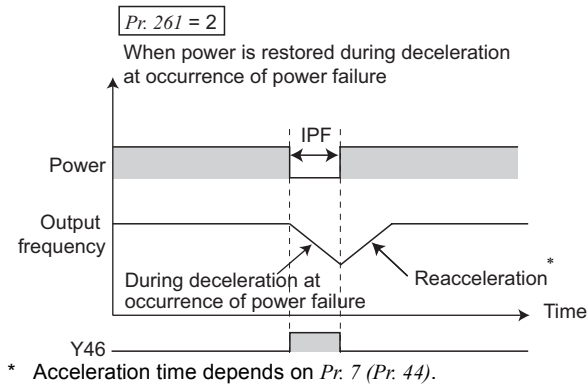 Pr. 261 = 2
When power is restored during deceleration
at occurrence of power failure
IPF
Power
Output
frequency
During deceleration at
occurrence of power failure
Reacceleration*
Time
Y46
* Acceleration time depends on Pr. 7 (Pr. 44).